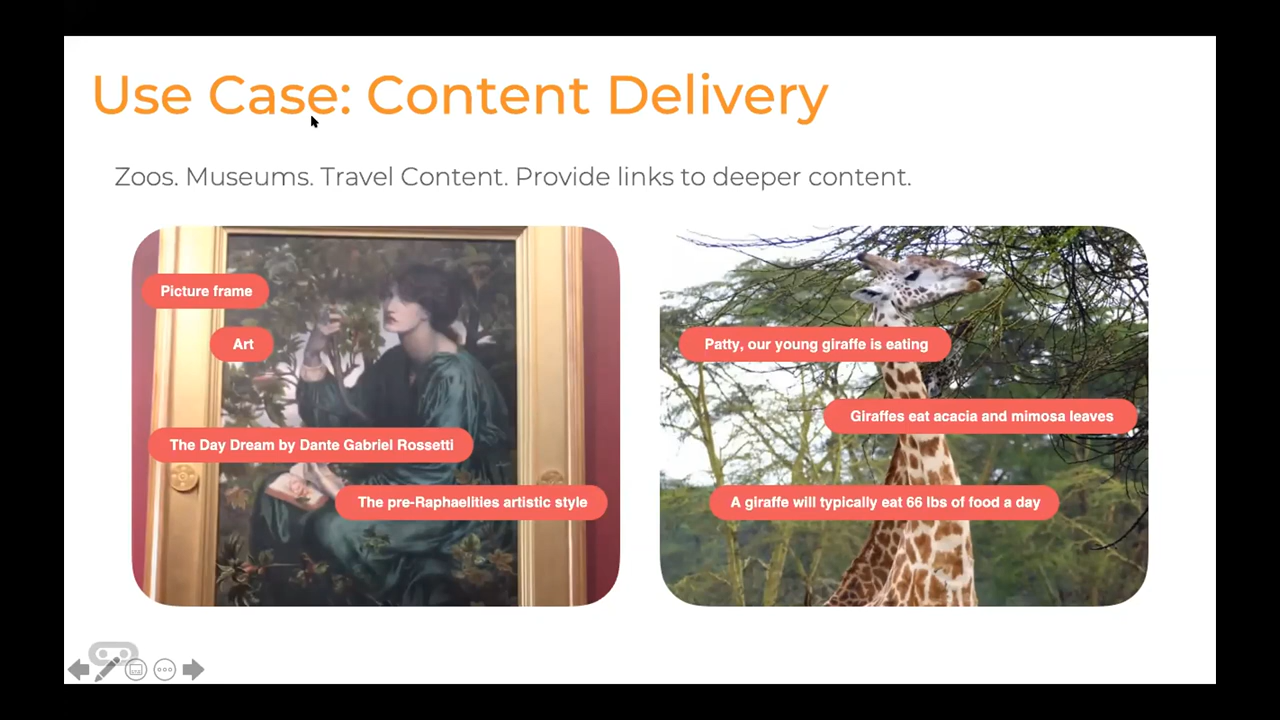 Use Case: Content Delivery
Zoos. Museums. Travel Content. Provide links to deeper content.
Picture frame
Art
The Day Dream by Dante Gabriel Rossetti
The pre-Raphaelities artistic style
Patty, our young giraffe is eating
Giraffes eat acacia and mimosa leaves
A giraffe will typically eat 66 lbs of food a day